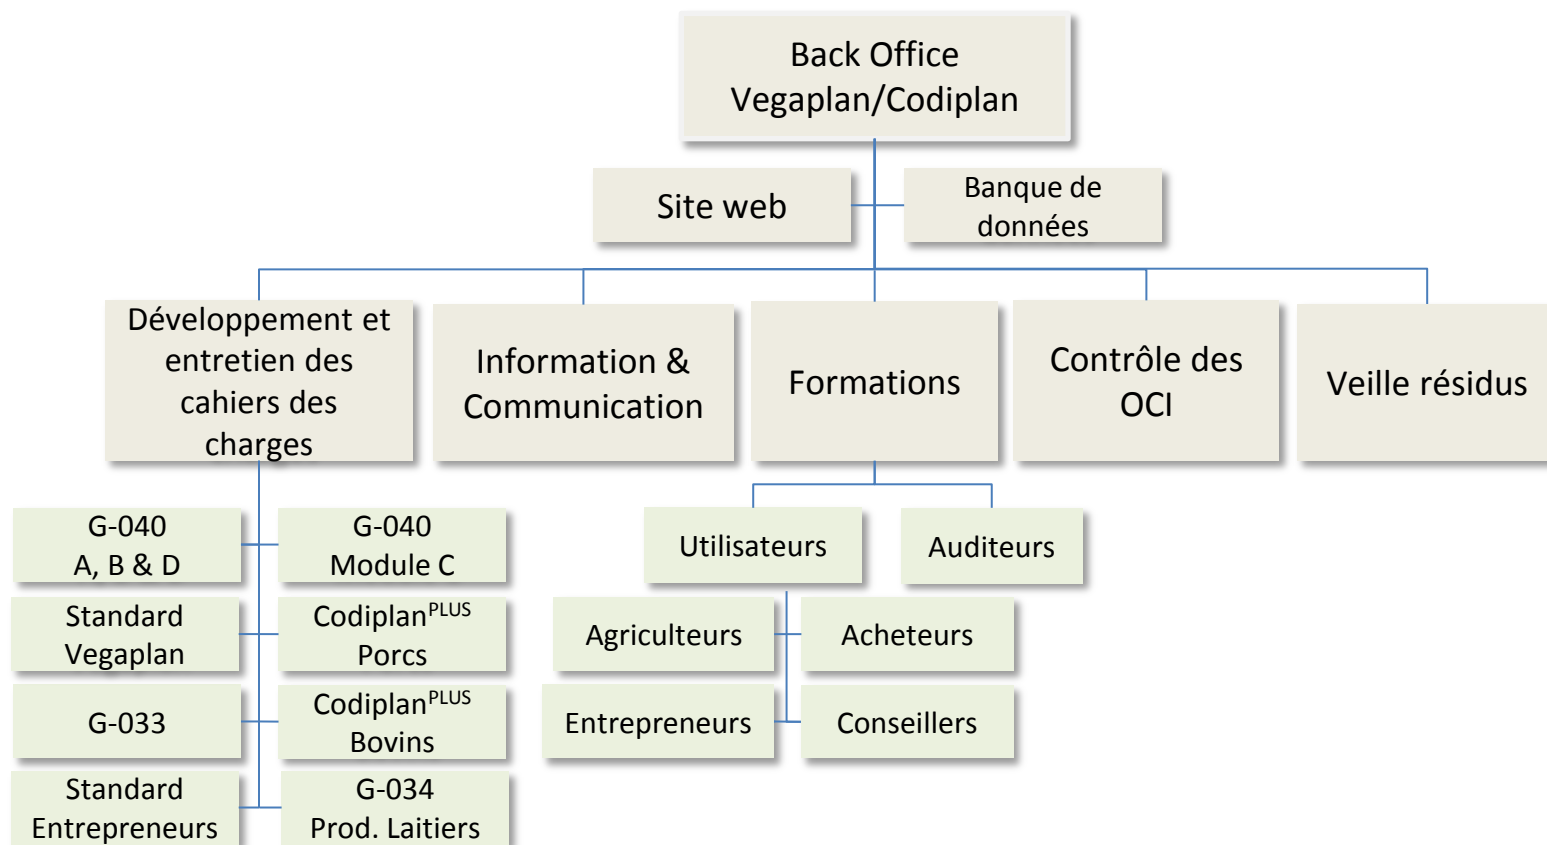 Back Office
Vegaplan/Codiplan
Site web
Banque de
données
Développement et
entretien des
cahiers des
charges
Information &
Communication
Formations
Contrôle des
OCI
Veille résidus
G-040
A, B & D
G-040
Module C
Standard
Vegaplan
CodiplanPLUS
Porcs
G-033
CodiplanPLUS
Bovins
Standard
Entrepreneurs
G-034
Prod. Laitiers
Utilisateurs
Auditeurs
Agriculteurs
Acheteurs
Entrepreneurs
Conseillers